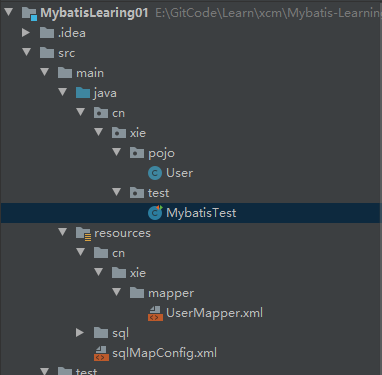 MybatisLearing01 E:\GitCode\Learn\xcm\Mybatis-Learning
.idea
src
main
java
cn
xie
pojo
User
test
MybatisTest
resources
cn
xie
mapper
UserMapper.xml
sql
sqlMapConfig.xml
test